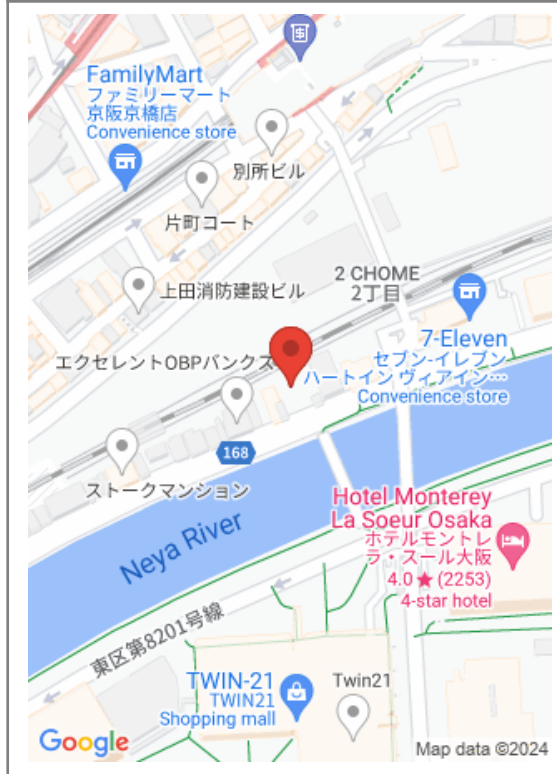 FamilyMart
ファミリーマート
京阪京橋店
Convenience store
別所ビル
片町コート
2 CHOME
2丁目
上田消防建設ビル
7-Eleven
セブン-イレブン
ハートイン ヴィアイン…
Convenience store
エクセレントOBPバンクス
168
ストークマンション
Neya River
Hotel Monterey
La Soeur Osaka
ホテルモントレ
ラ・スール大阪
4.0 ★ (2253)
4-star hotel
東区第8201号線
TWIN-21
TWIN21
Shopping mall
Twin21
Google
Map data ©2024